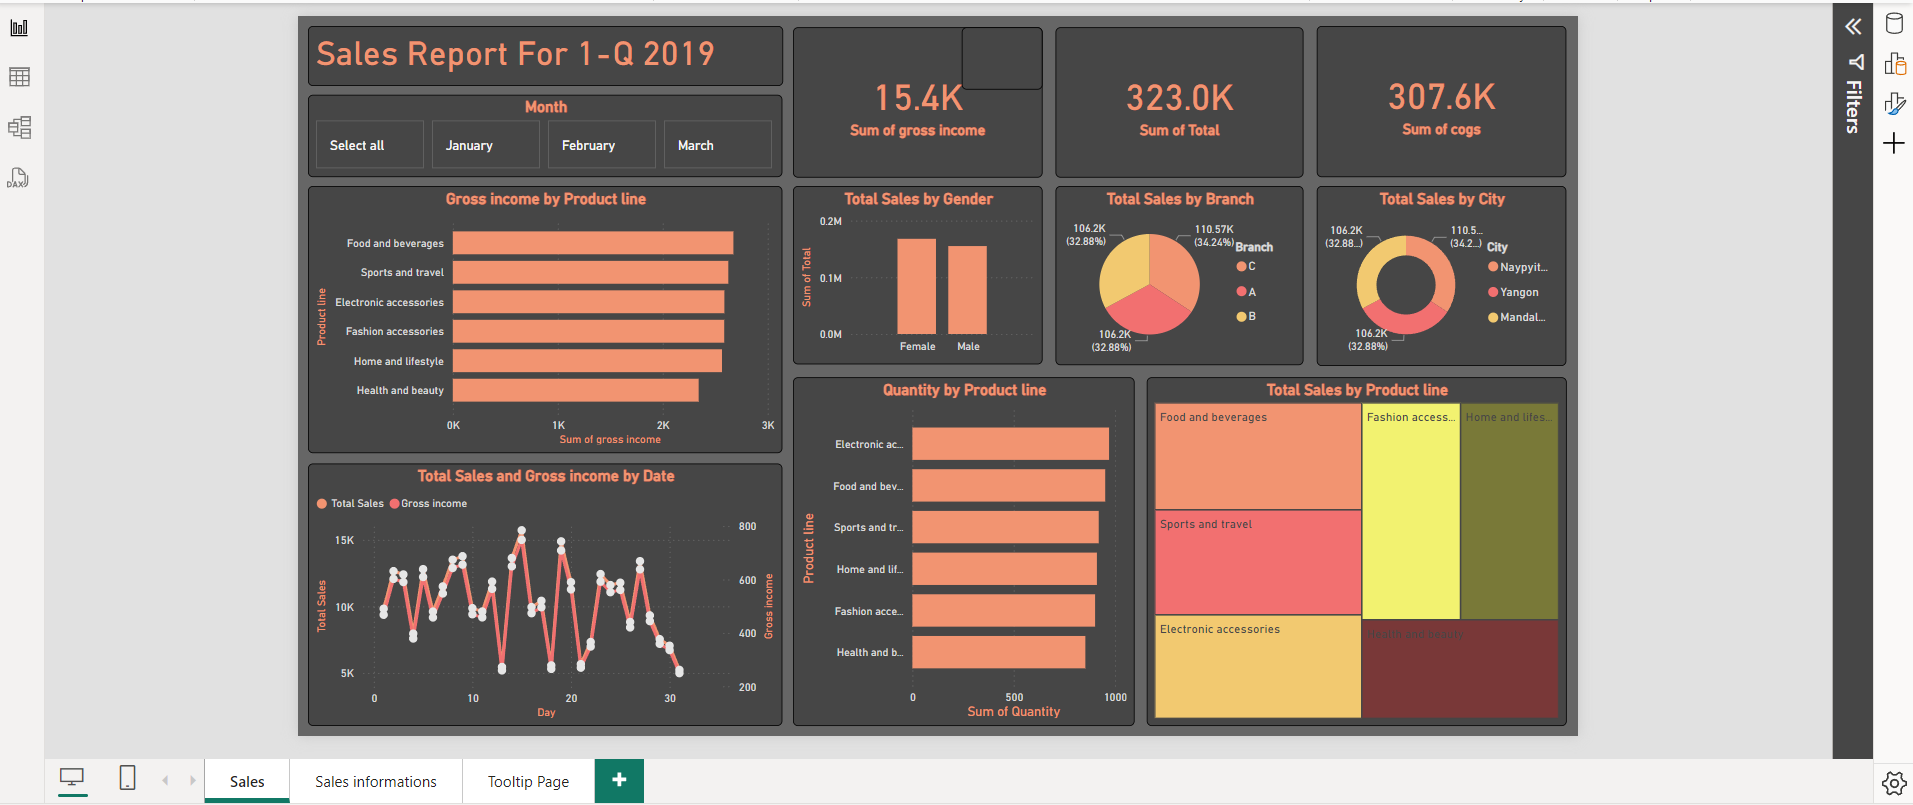 Sales Report For 1-Q 2019
Month
Select all
January
February
March
15.4K
Sum of gross income
323.0K
Sum of Total
307.6K
Sum of cogs
Filters
DAX
Gross income by Product line
Product line
Food and beverages
Sports and travel
Electronic accessories
Fashion accessories
Home and lifestyle
Health and beauty
0K
1K
2K
3K
Sum of gross income
Total Sales by Gender
Sum of Total
0.2M
0.1M
0.0M
Female
Male
Total Sales by Branch
106.2K
(32.88%)
110.57K
(34.24%)
106.2K
(32.88%)
Branch
C
A
B
Total Sales by City
106.2K
(32.88...)
110.5...
(34.2...)
106.2K
(32.88%)
City
Naypyit...
Yangon
Mandal...
Total Sales and Gross income by Date
Total Sales
Gross income
Total Sales
15K
10K
5K
800
600
400
200
Gross income
0
10
20
30
Day
Quantity by Product line
Product line
Electronic ac...
Food and bev...
Sports and tr...
Home and lif...
Fashion acce...
Health and b...
0
500
1000
Sum of Quantity
Total Sales by Product line
Food and beverages
Sports and travel
Electronic accessories
Fashion access...
Home and lifes...
Health and beauty
Sales
Sales informations
Tooltip Page